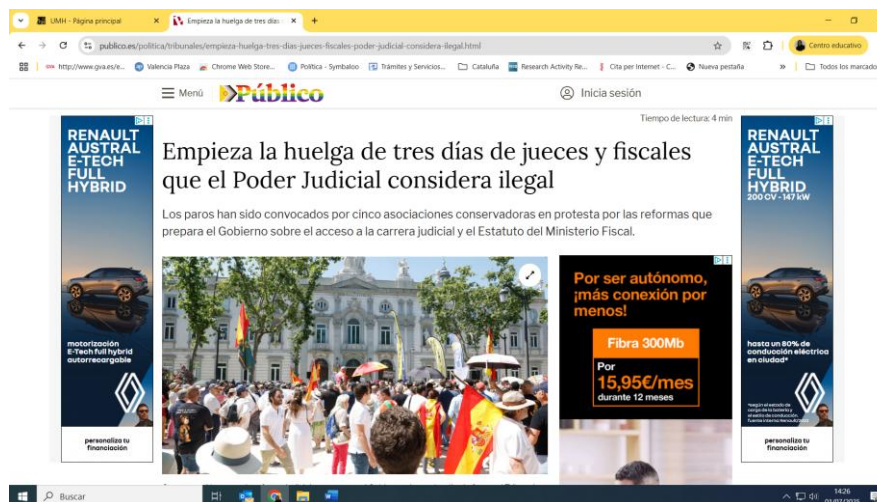 UMH - Página principal
Empieza la huelga de tres días
publico.es/politica/tribunales/empieza-huelga-tres-dias-jueces-fiscales-poder-judicial-considera-ilegal.html
Centro educativo
http://www.gva.es/e...
Valencia Plaza
Chrome Web Store...
Política - Symbaloo
Trámites y Servicios...
Cataluña
Research Activity Re...
Cita per Internet - C...
Nueva pestaña
»
Todos los marcado
Menú
Público
Inicia sesión
Tiempo de lectura: 4 min
RENAULT
AUSTRAL
E-TECH
FULL
HYBRID
motorización
E-Tech full hybrid
autorrecargable
personaliza tu
financiación
Empieza la huelga de tres días de jueces y fiscales
que el Poder Judicial considera ilegal
Los paros han sido convocados por cinco asociaciones conservadoras en protesta por las reformas que
prepara el Gobierno sobre el acceso a la carrera judicial y el Estatuto del Ministerio Fiscal.
Por ser autónomo,
¡más conexión por
menos!
Fibra 300Mb
Por
15,95€/mes
durante 12 meses
RENAULT
AUSTRAL
E-TECH
FULL
HYBRID
200 CV - 147 kW
hasta un 80% de
conducción eléctrica
en ciudad*
personaliza tu
financiación
Buscar
14:26
01/07/2025